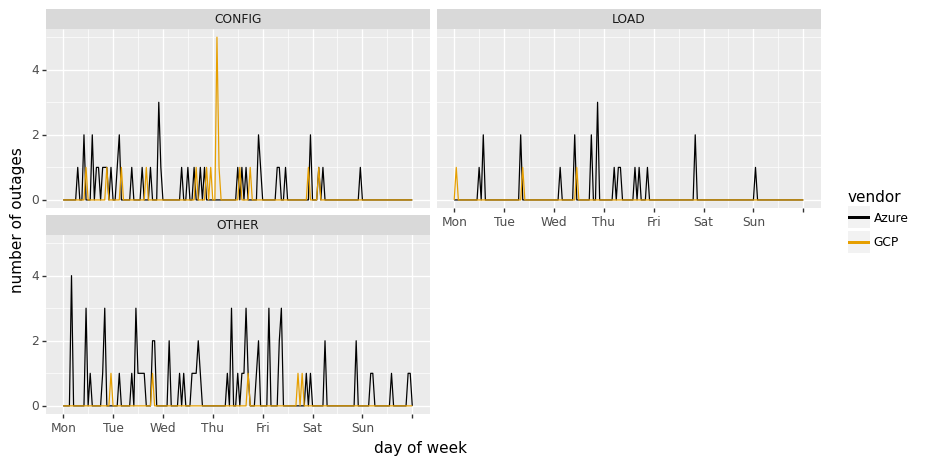 CONFIG
LOAD
4
2
0
Mon Tue Wed Thu Fri Sat Sun
OTHER
4
2
0
Mon Tue Wed Thu Fri Sat Sun
number of outages
day of week
vendor
Azure
GCP